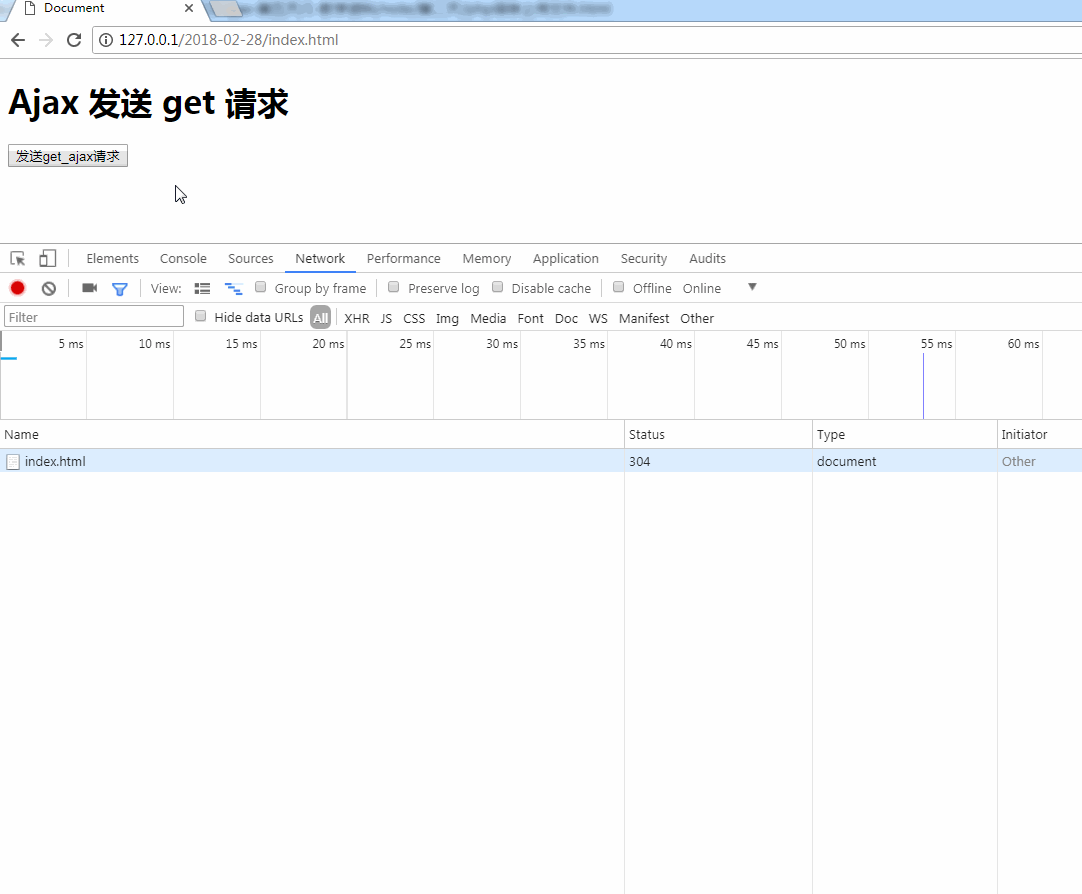 Document
127.0.0.1/2018-02-28/index.html
Ajax 发送 get 请求
发送get_ajax请求
Elements Console Sources Network Performance Memory Application Security Audits
View: Group by frame Preserve log Disable cache Offline Online
Filter Hide data URLs All XHR JS CSS Img Media Font Doc WS Manifest Other
5 ms 10 ms 15 ms 20 ms 25 ms 30 ms 35 ms 40 ms 45 ms 50 ms 55 ms 60 ms
Name Status Type Initiator
index.html 304 document Other